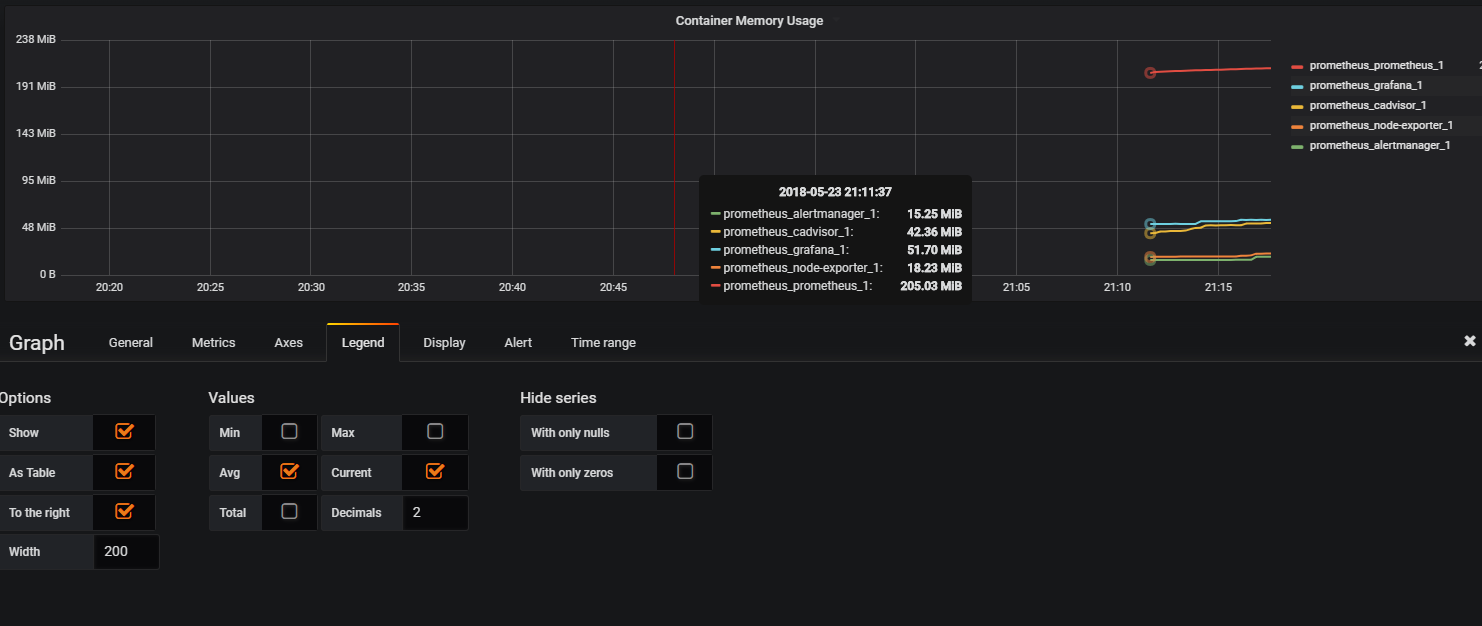 Container Memory Usage
238 MiB
191 MiB
143 MiB
95 MiB
48 MiB
0 B
20:20 20:25 20:30 20:35 20:40 20:45 21:05 21:10 21:15
prometheus_prometheus_1
prometheus_grafana_1
prometheus_cadvisor_1
prometheus_node-exporter_1
prometheus_alertmanager_1
2018-05-23 21:11:37
prometheus_alertmanager_1: 15.25 MiB
prometheus_cadvisor_1: 42.36 MiB
prometheus_grafana_1: 51.70 MiB
prometheus_node-exporter_1: 18.23 MiB
prometheus_prometheus_1: 205.03 MiB
Graph General Metrics Axes Legend Display Alert Time range
Options
Show
As Table
To the right
Width 200
Values
Min Max
Avg Current
Total Decimals 2
Hide series
With only nulls
With only zeros